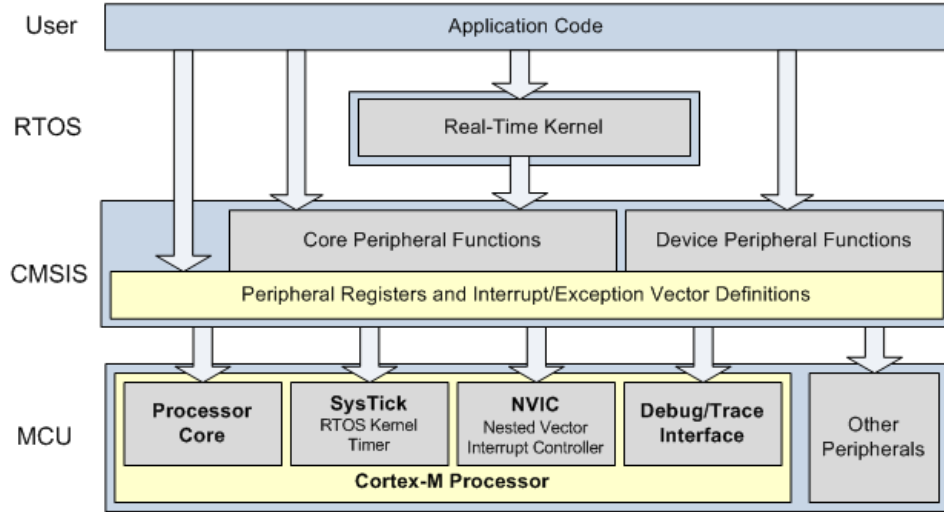 User
Application Code
RTOS
Real-Time Kernel
Core Peripheral Functions
Device Peripheral Functions
CMSIS
Peripheral Registers and Interrupt/Exception Vector Definitions
MCU
Processor
Core
SysTick
RTOS Kernel
Timer
NVIC
Nested Vector
Interrupt Controller
Debug/Trace
Interface
Other
Peripherals
Cortex-M Processor